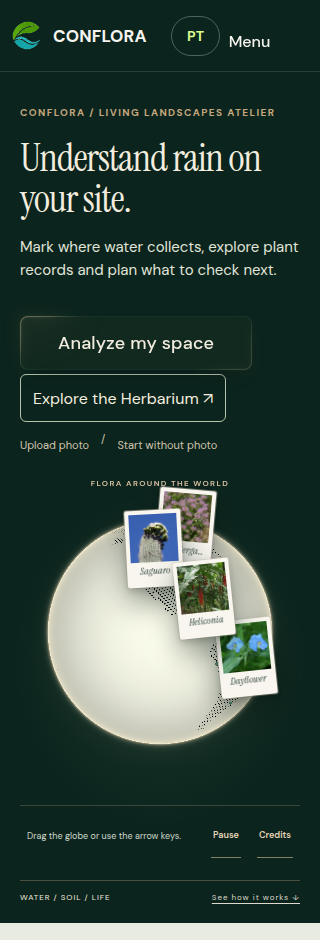 CONFLORA
PT
Menu
CONFLORA / LIVING LANDSCAPES ATELIER
Understand rain on
your site.
Mark where water collects, explore plant
records and plan what to check next.
Analyze my space
Explore the Herbarium ↗
Upload photo / Start without photo
FLORA AROUND THE WORLD
Saguaro
Heliconia
Dayflower
Drag the globe or use the arrow keys.
Pause
Credits
WATER / SOIL / LIFE
See how it works ↓